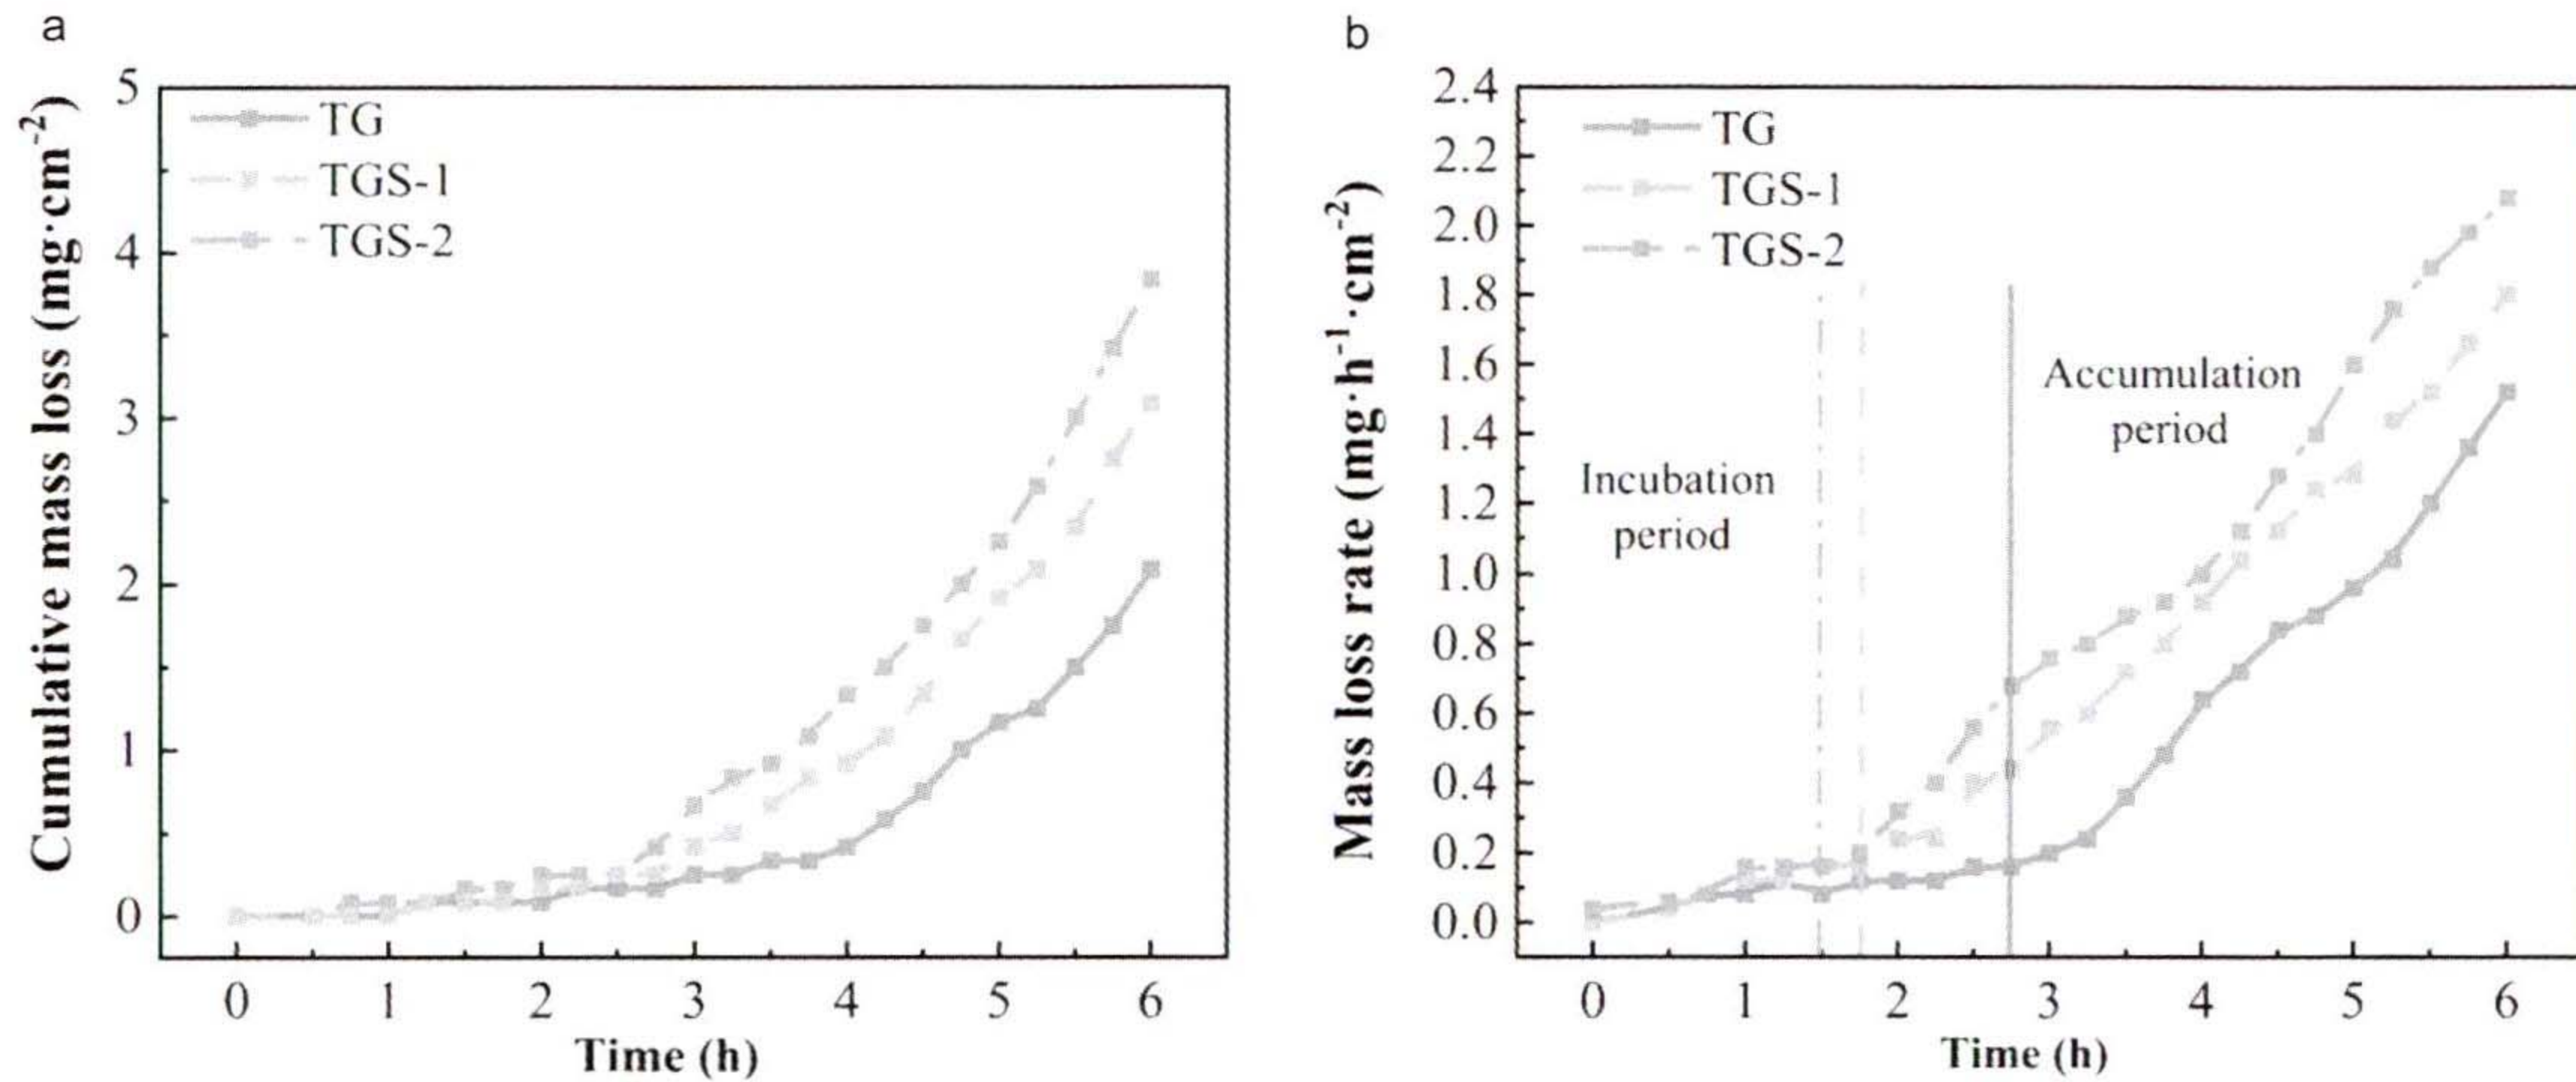 a
Cumulative mass loss (mg·cm⁻²)
5
4
3
2
1
0
TG
TGS-1
TGS-2
0 1 2 3 4 5 6
Time (h)
b
Mass loss rate (mg·h⁻¹·cm⁻²)
2.4
2.2
2.0
1.8
1.6
1.4
1.2
1.0
0.8
0.6
0.4
0.2
0.0
TG
TGS-1
TGS-2
Incubation
period
Accumulation
period
0 1 2 3 4 5 6
Time (h)